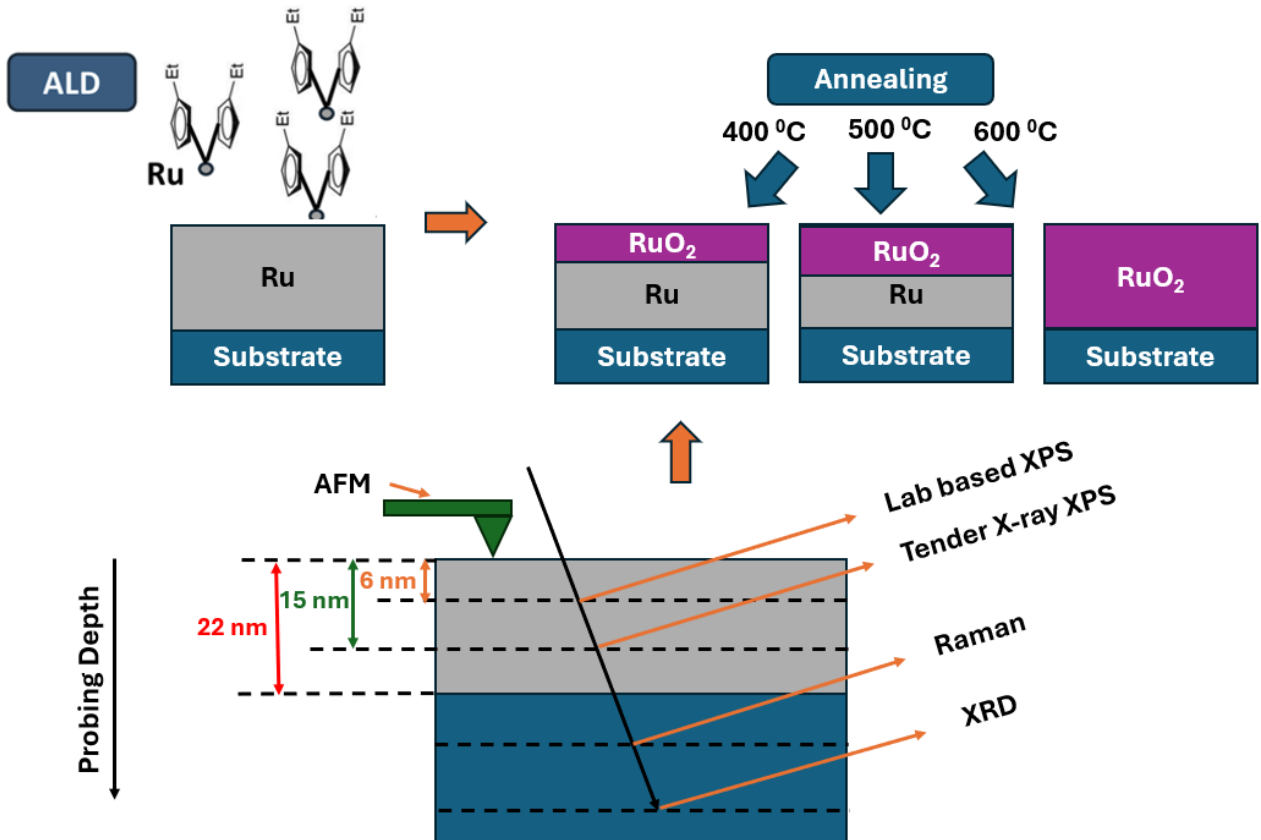 ALD
Et
Et
Et
Et
Et
Et
Ru
Annealing
400 ⁰C
500 ⁰C
600 ⁰C
Ru
Substrate
RuO₂
Ru
Substrate
RuO₂
Ru
Substrate
RuO₂
Substrate
AFM
Lab based XPS
Tender X-ray XPS
Raman
XRD
6 nm
15 nm
22 nm
Probing Depth